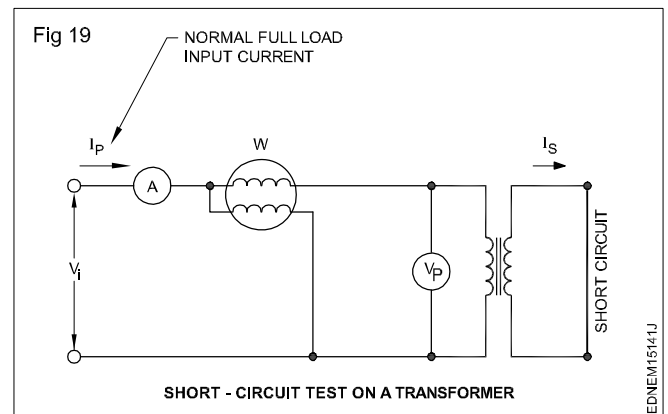 Fig 19
NORMAL FULL LOAD
INPUT CURRENT
IP
A
W
IS
Vi
VP
SHORT CIRCUIT
SHORT - CIRCUIT TEST ON A TRANSFORMER
EDNEM15141J